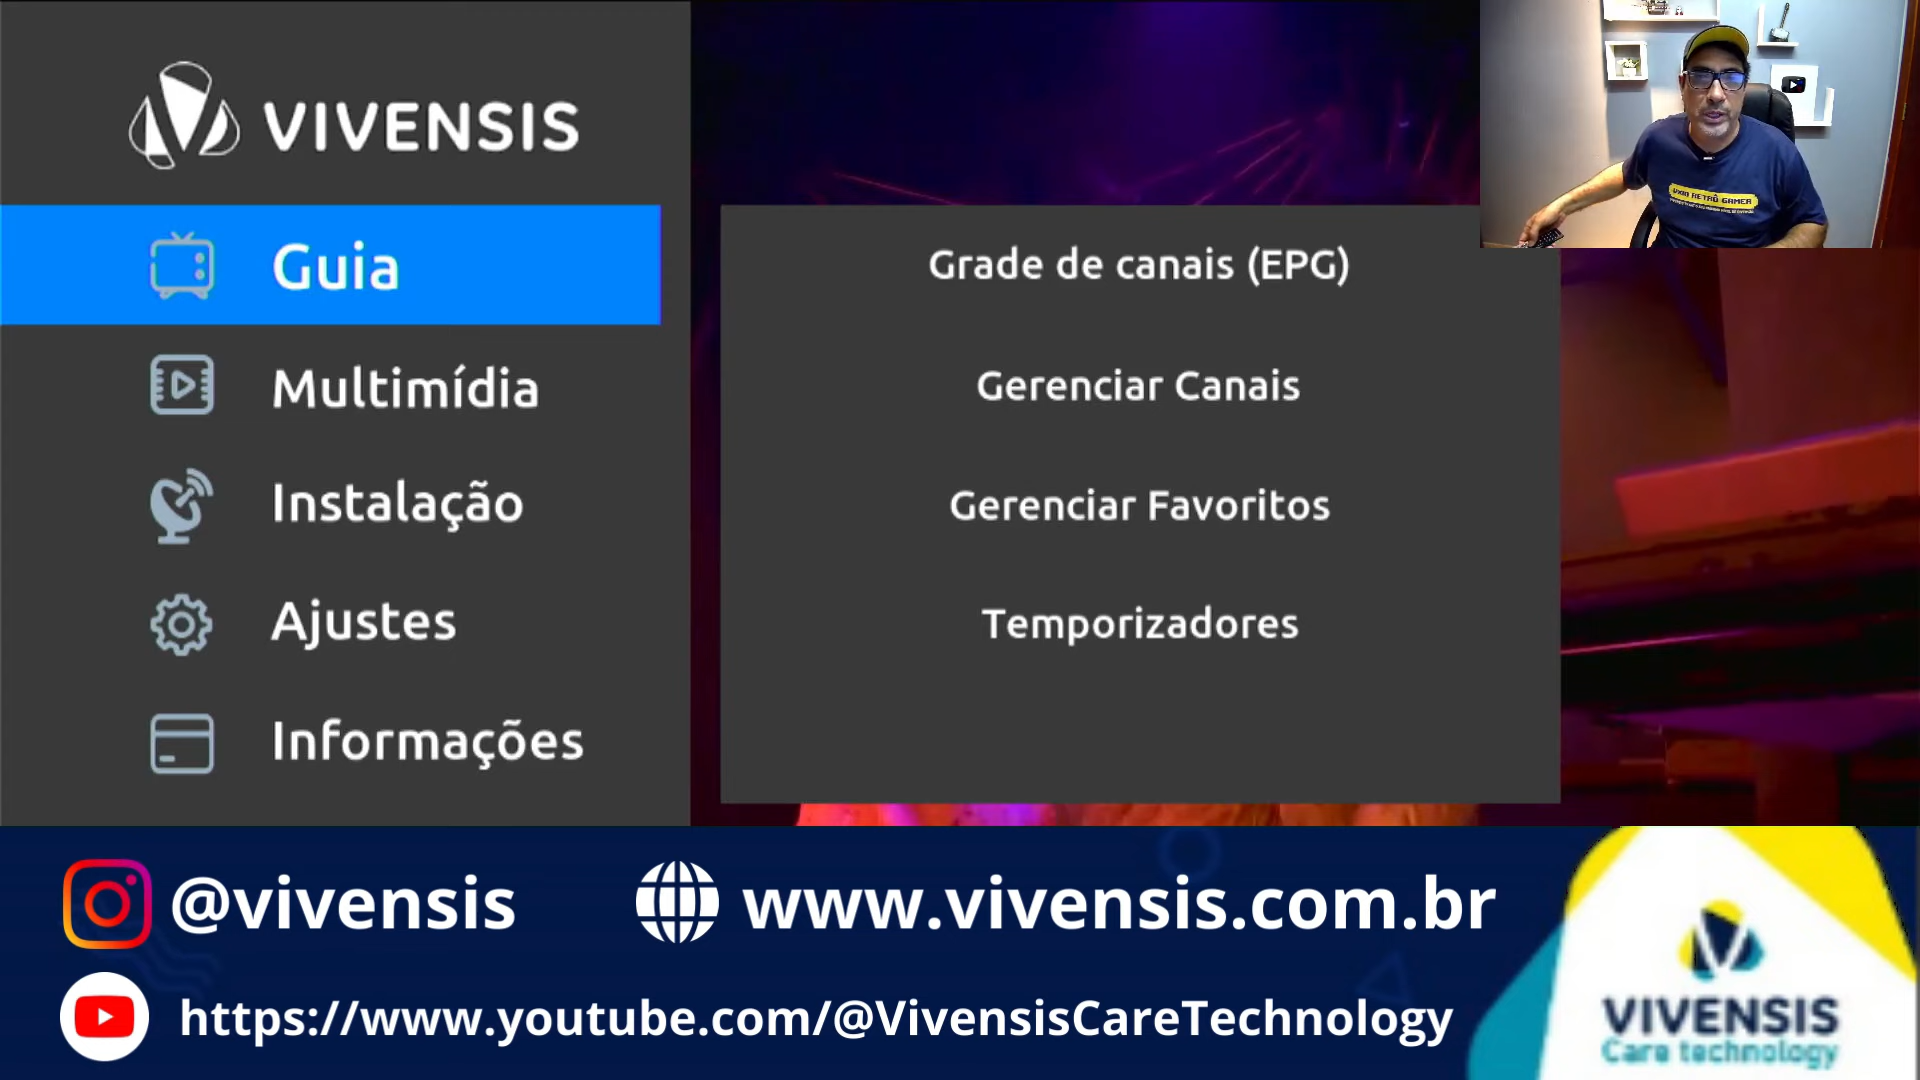 VIVENSIS
Guia
Multimídia
Instalação
Ajustes
Informações
Grade de canais (EPG)
Gerenciar Canais
Gerenciar Favoritos
Temporizadores
@vivensis
www.vivensis.com.br
https://www.youtube.com/@VivensisCareTechnology
VIVENSIS
Care technology